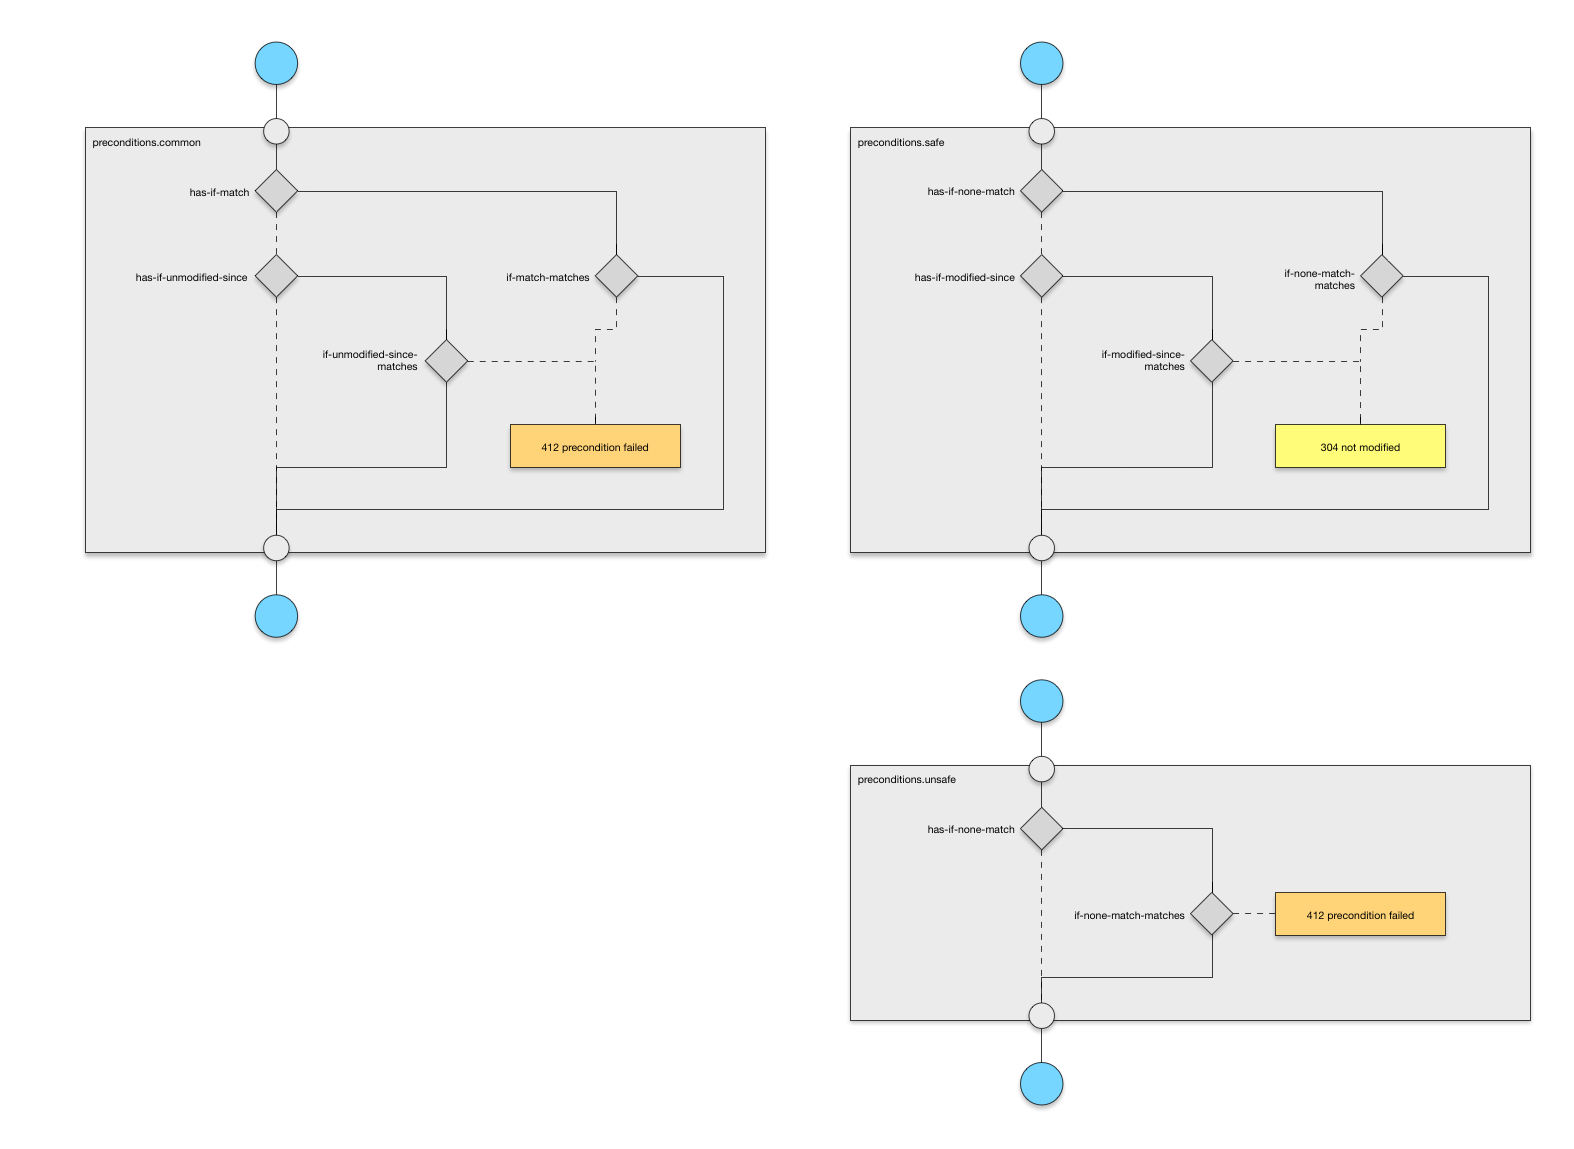 preconditions.common
has-if-match
has-if-unmodified-since
if-match-matches
if-unmodified-since-
matches
412 precondition failed
preconditions.safe
has-if-none-match
has-if-modified-since
if-none-match-
matches
if-modified-since-
matches
304 not modified
preconditions.unsafe
has-if-none-match
if-none-match-matches
412 precondition failed